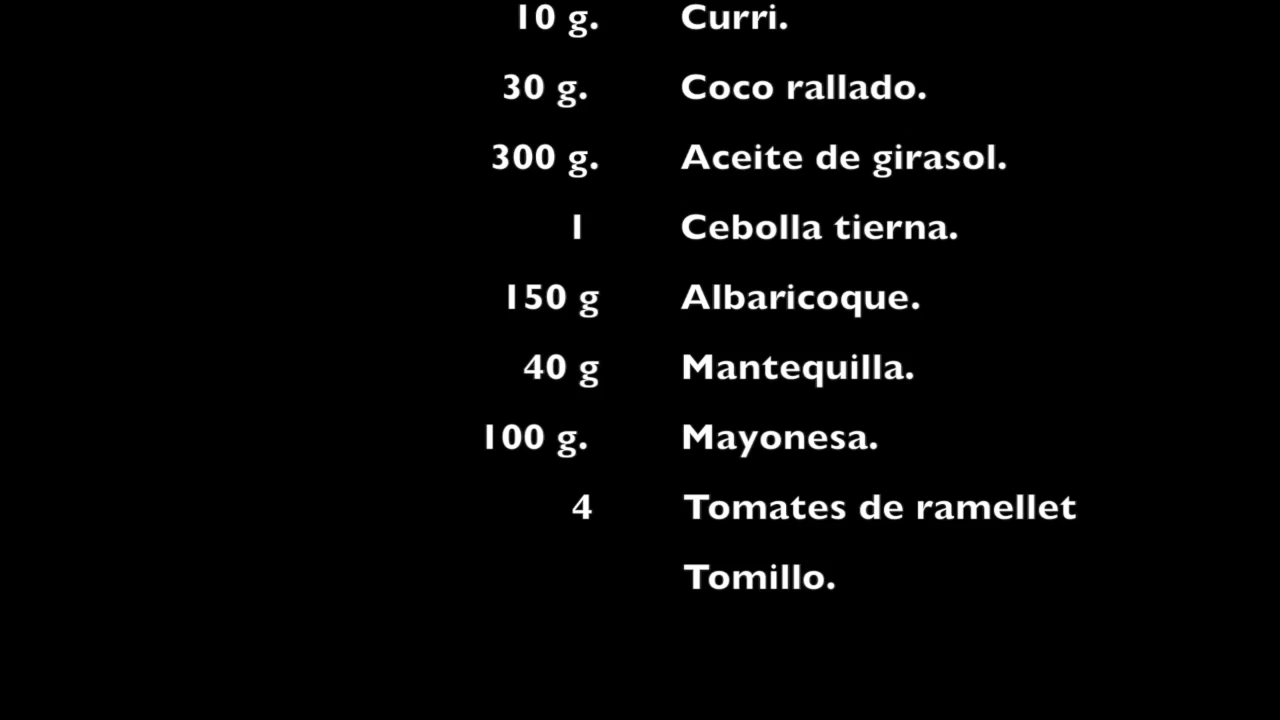 10 g. Curri.
30 g. Coco rallado.
300 g. Aceite de girasol.
1 Cebolla tierna.
150 g Albaricoque.
40 g Mantequilla.
100 g. Mayonesa.
4 Tomates de ramellet
Tomillo.